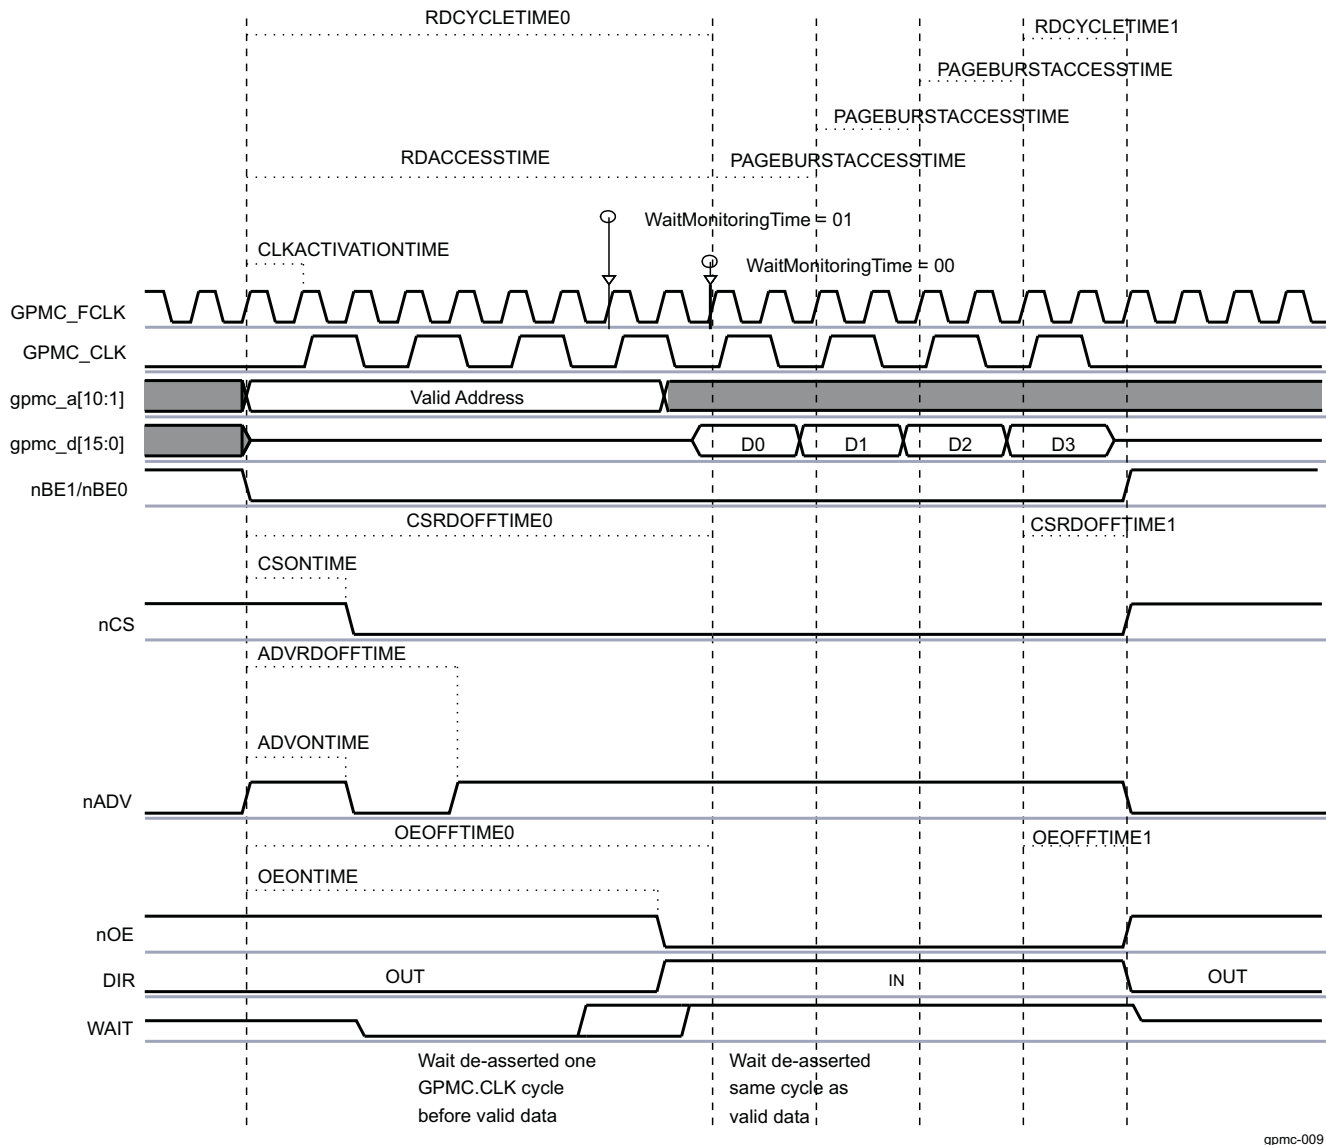 RDCYCLETIME0
RDCYCLETIME1
PAGEBURSTACCESSTIME
PAGEBURSTACCESSTIME
RDACCESSTIME
PAGEBURSTACCESSTIME
WaitMonitoringTime = 01
CLKACTIVATIONTIME
WaitMonitoringTime = 00
GPMC_FCLK
GPMC_CLK
gpmc_a[10:1]
Valid Address
gpmc_d[15:0]
D0
D1
D2
D3
nBE1/nBE0
CSRDOFFTIME0
CSRDOFFTIME1
CSONTIME
nCS
ADVRDOFFTIME
ADVONTIME
nADV
OEOFFTIME0
OEOFFTIME1
OEONTIME
nOE
DIR
OUT
IN
OUT
WAIT
Wait de-asserted one
GPMC.CLK cycle
before valid data
Wait de-asserted
same cycle as
valid data
gpmc-009